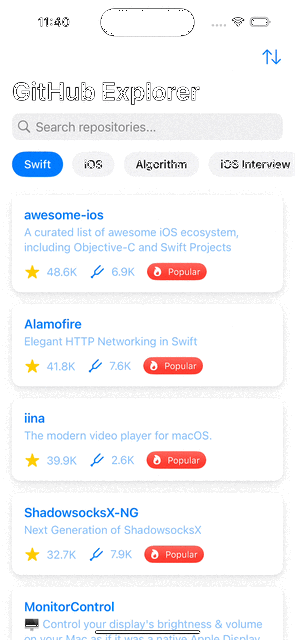 11:40
GitHub Explorer
Search repositories...
Swift iOS Algorithm iOS Interview
awesome-ios
A curated list of awesome iOS ecosystem,
including Objective-C and Swift Projects
48.6K 6.9K Popular
Alamofire
Elegant HTTP Networking in Swift
41.8K 7.6K Popular
iina
The modern video player for macOS.
39.9K 2.6K Popular
ShadowsocksX-NG
Next Generation of ShadowsocksX
32.7K 7.9K Popular
MonitorControl
🖥️ Control your display's brightness & volume
on your Mac as if it was a native Apple Display